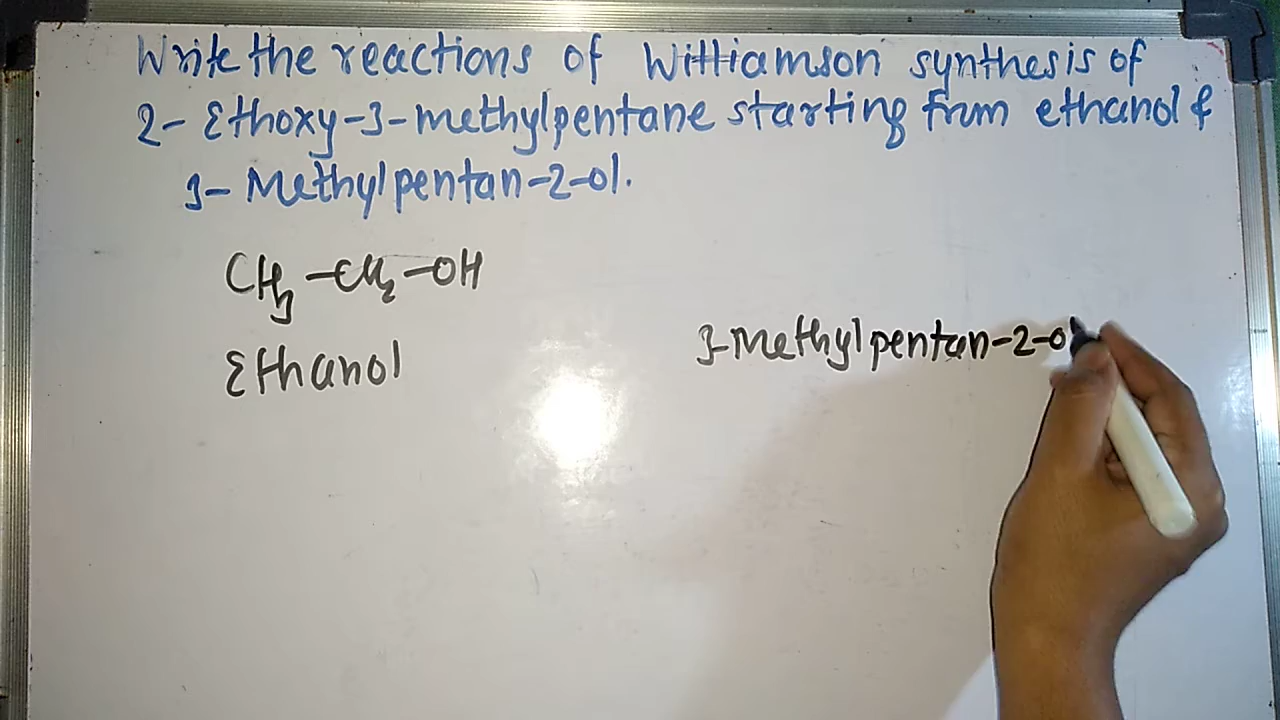 Write the reactions of Williamson synthesis of
2-Ethoxy-3-methylpentane starting from ethanol &
3-Methylpentan-2-ol.
CH₃-CH₂-OH
3-Methylpentan-2-o
Ethanol